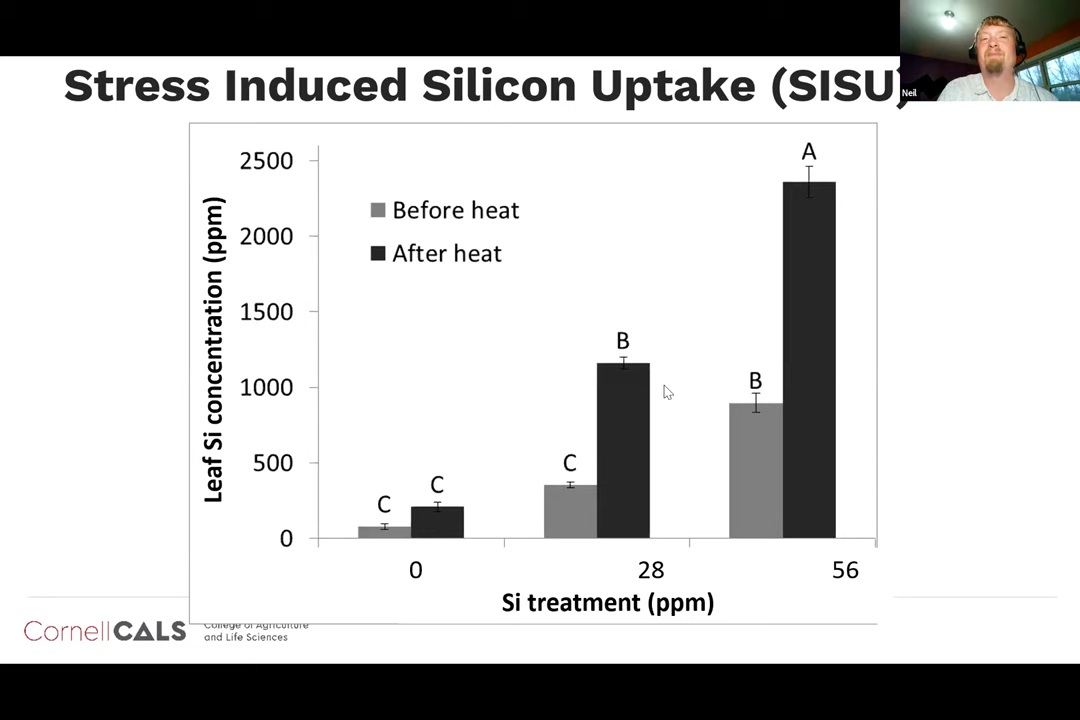 Stress Induced Silicon Uptake (SISU)
Neil
2500
2000
1500
1000
500
0
Leaf Si concentration (ppm)
Before heat
After heat
C
C
C
B
B
A
0
28
56
Si treatment (ppm)
CornellCALS
College of Agriculture
and Life Sciences